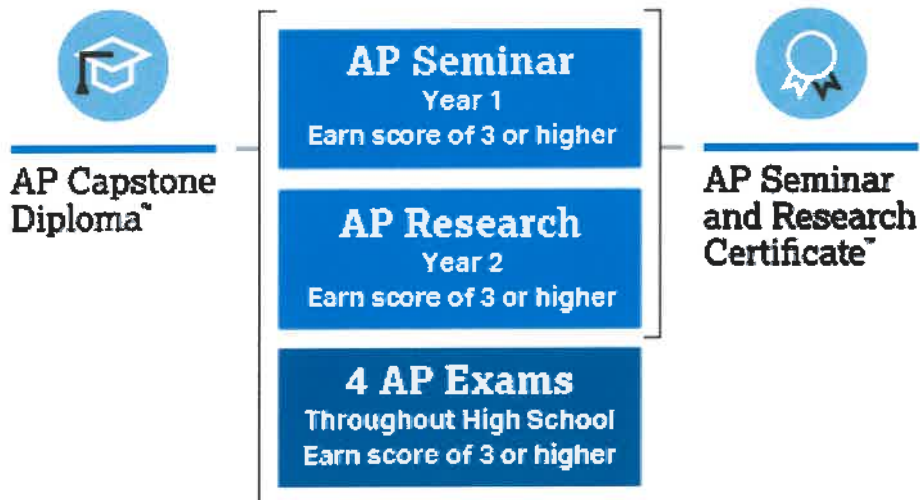 AP Capstone
Diploma™
AP Seminar
Year 1
Earn score of 3 or higher
AP Research
Year 2
Earn score of 3 or higher
4 AP Exams
Throughout High School
Earn score of 3 or higher
AP Seminar
and Research
Certificate™